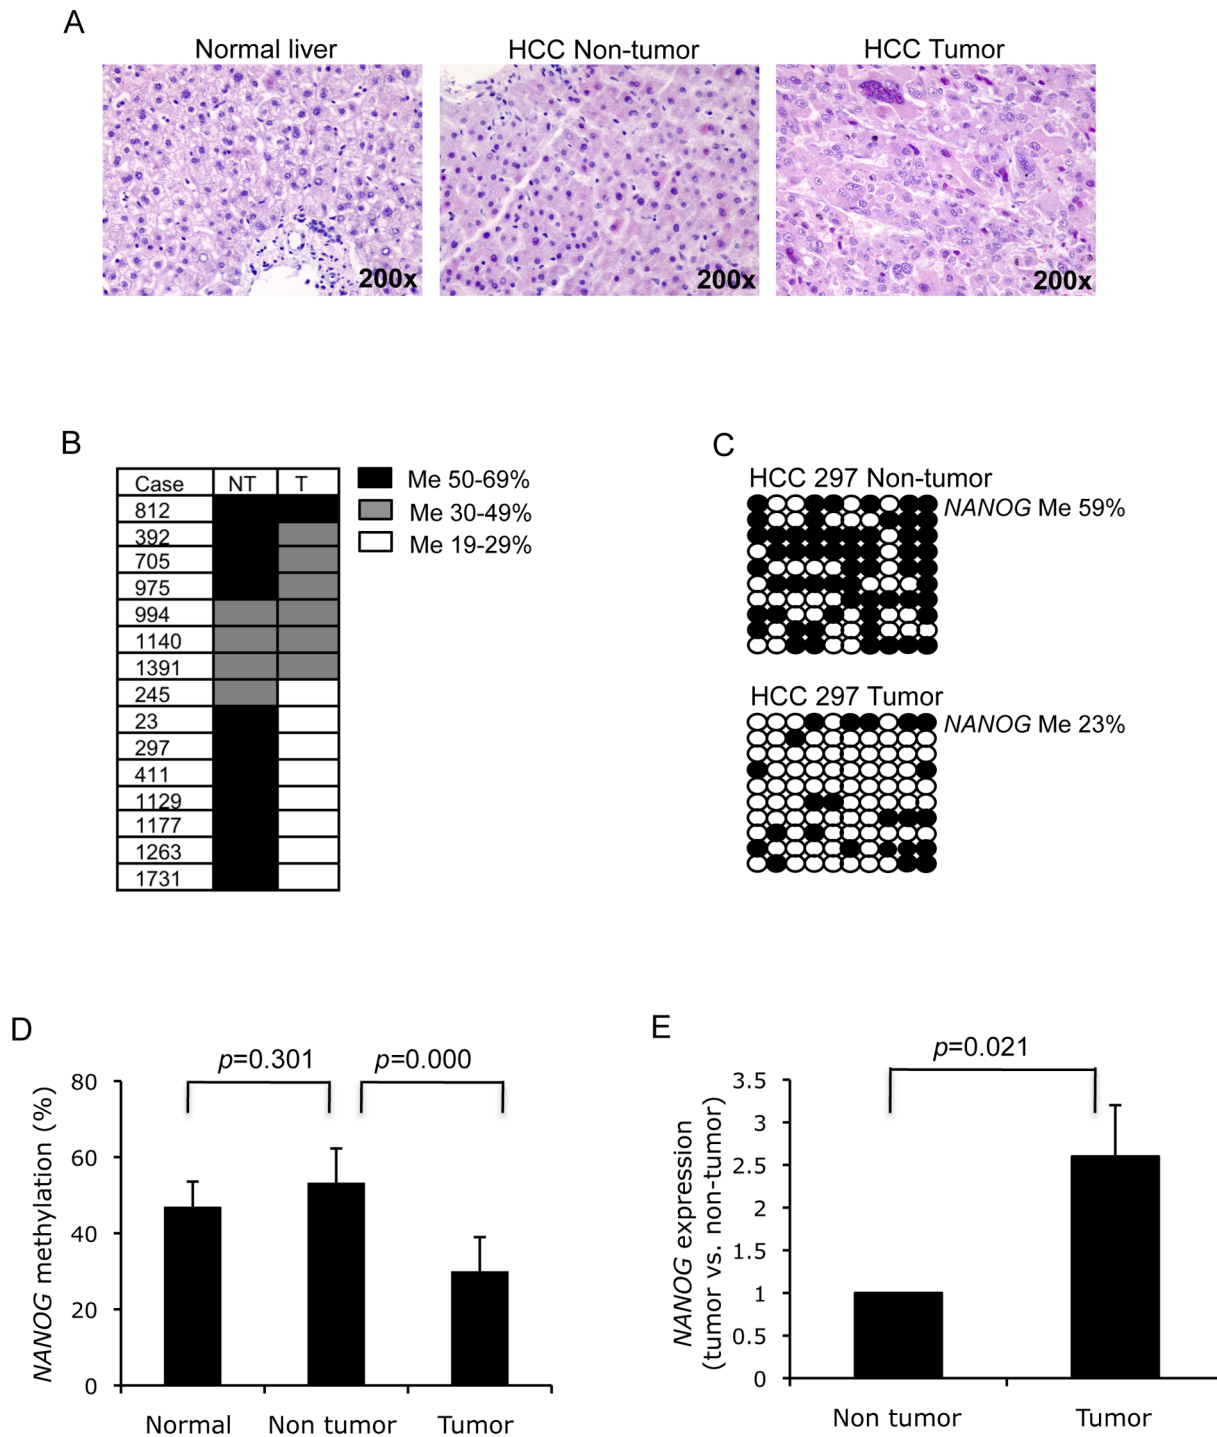 A
Normal liver
HCC Non-tumor
HCC Tumor
200x
200x
200x
B
Case NT T
812
392
705
975
994
1140
1391
245
23
297
411
1129
1177
1263
1731
Me 50-69%
Me 30-49%
Me 19-29%
C
HCC 297 Non-tumor
NANOG Me 59%
HCC 297 Tumor
NANOG Me 23%
D
p=0.301
p=0.000
NANOG methylation (%)
80
60
40
20
0
Normal
Non tumor
Tumor
E
p=0.021
NANOG expression
(tumor vs. non-tumor)
3.5
3
2.5
2
1.5
1
0.5
0
Non tumor
Tumor